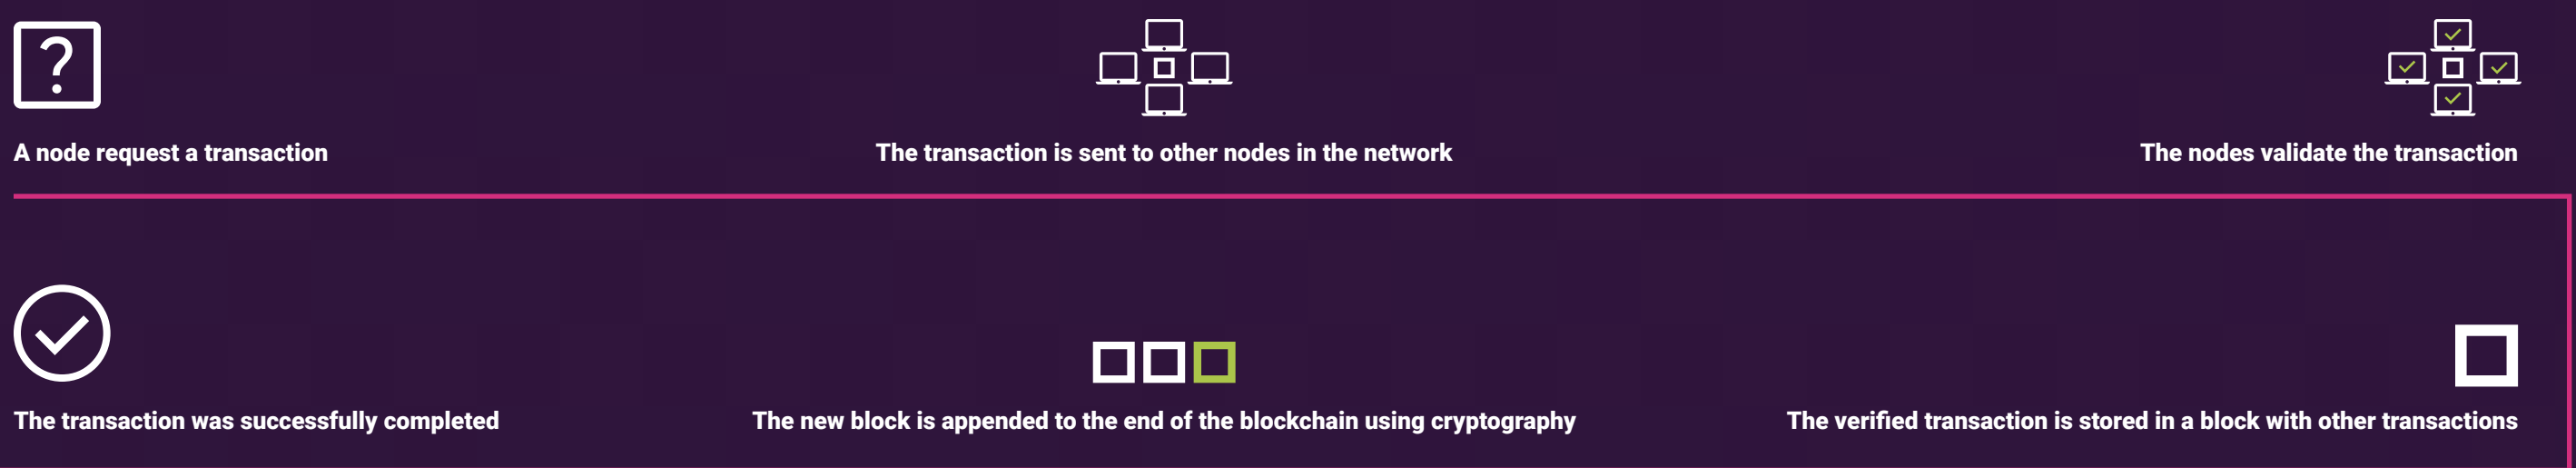 ?
A node request a transaction
The transaction is sent to other nodes in the network
The nodes validate the transaction
The transaction was successfully completed
The new block is appended to the end of the blockchain using cryptography
The verified transaction is stored in a block with other transactions